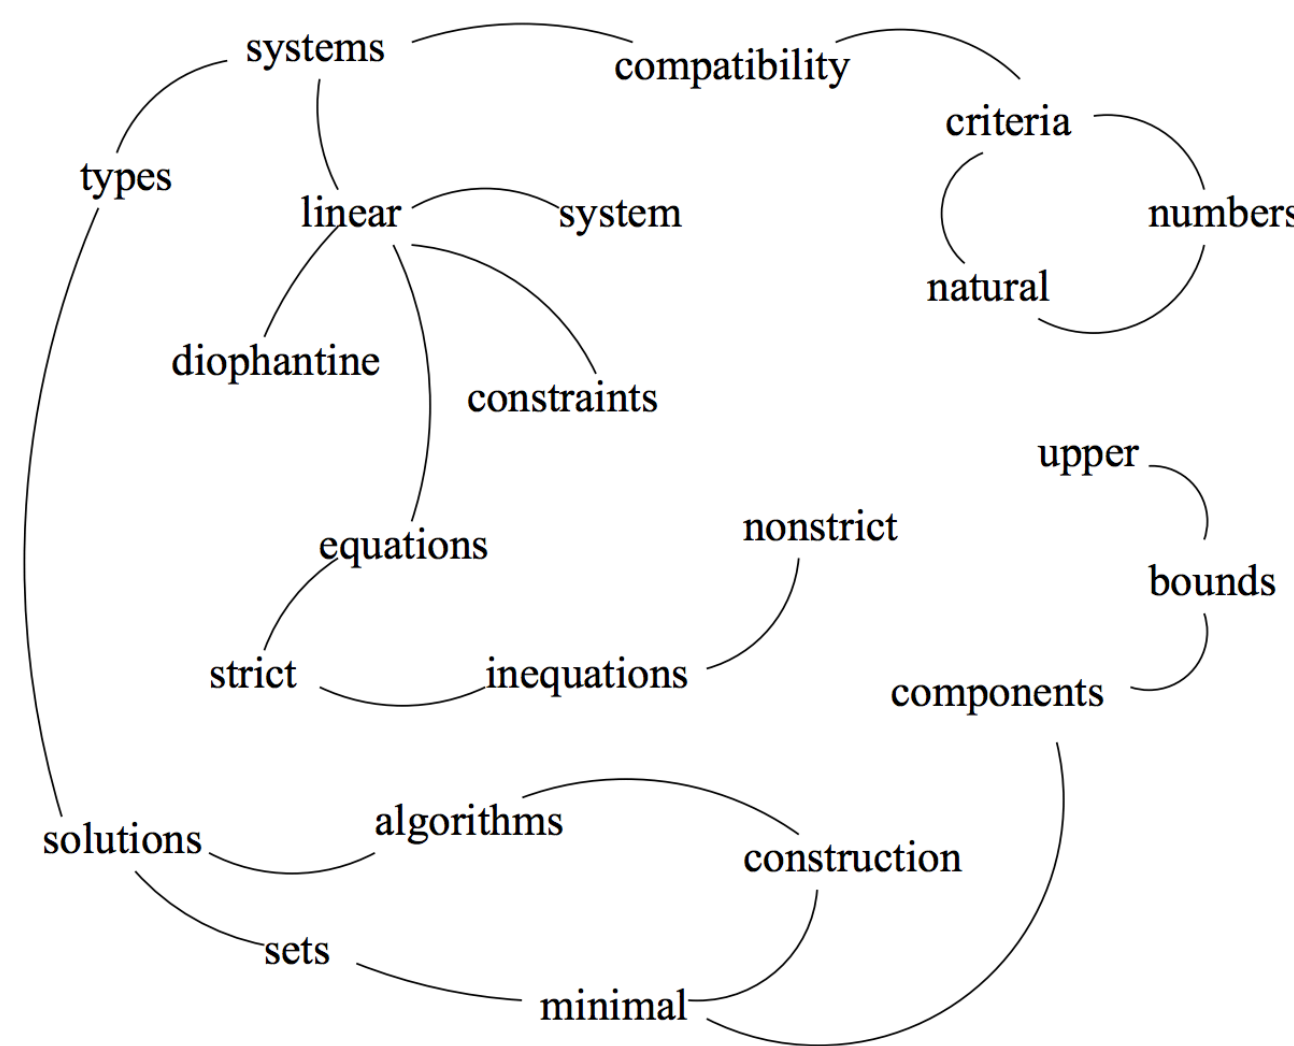 systems
compatibility
criteria
types
linear
system
numbers
natural
diophantine
constraints
upper
nonstrict
equations
bounds
strict
inequations
components
algorithms
solutions
construction
sets
minimal